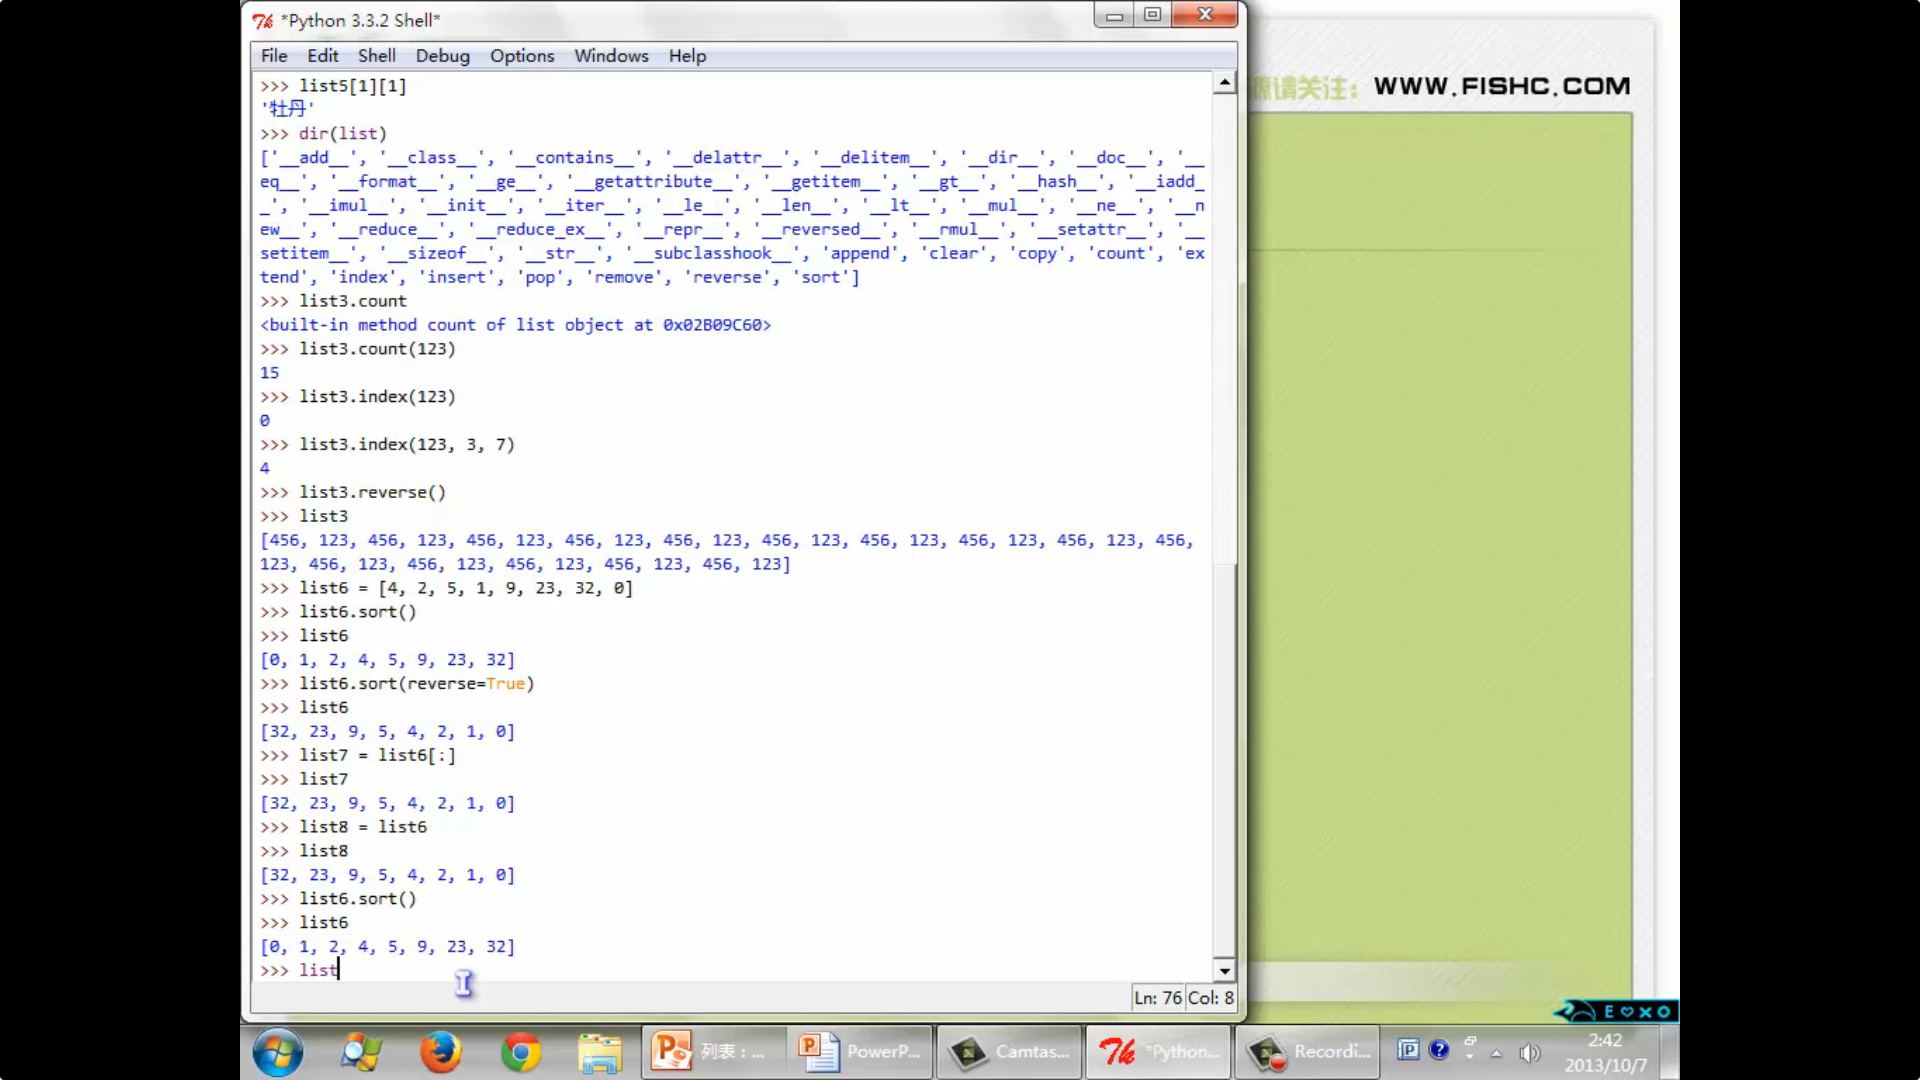 *Python 3.3.2 Shell*
File Edit Shell Debug Options Windows Help
>>> list5[1][1]
'牡丹'
>>> dir(list)
['__add__', '__class__', '__contains__', '__delattr__', '__delitem__', '__dir__', '__doc__', '__
eq__', '__format__', '__ge__', '__getattribute__', '__getitem__', '__gt__', '__hash__', '__iadd_
_', '__imul__', '__init__', '__iter__', '__le__', '__len__', '__lt__', '__mul__', '__ne__', '__n
ew__', '__reduce__', '__reduce_ex__', '__repr__', '__reversed__', '__rmul__', '__setattr__', '__
setitem__', '__sizeof__', '__str__', '__subclasshook__', 'append', 'clear', 'copy', 'count', 'ex
tend', 'index', 'insert', 'pop', 'remove', 'reverse', 'sort']
>>> list3.count
<built-in method count of list object at 0x02B09C60>
>>> list3.count(123)
15
>>> list3.index(123)
0
>>> list3.index(123, 3, 7)
4
>>> list3.reverse()
>>> list3
[456, 123, 456, 123, 456, 123, 456, 123, 456, 123, 456, 123, 456, 123, 456, 123, 456, 123, 456,
123, 456, 123, 456, 123, 456, 123, 456, 123, 456, 123]
>>> list6 = [4, 2, 5, 1, 9, 23, 32, 0]
>>> list6.sort()
>>> list6
[0, 1, 2, 4, 5, 9, 23, 32]
>>> list6.sort(reverse=True)
>>> list6
[32, 23, 9, 5, 4, 2, 1, 0]
>>> list7 = list6[:]
>>> list7
[32, 23, 9, 5, 4, 2, 1, 0]
>>> list8 = list6
>>> list8
[32, 23, 9, 5, 4, 2, 1, 0]
>>> list6.sort()
>>> list6
[0, 1, 2, 4, 5, 9, 23, 32]
>>> list
Ln: 76 Col: 8
源请关注： WWW.FISHC.COM
列表：... PowerP... Camtas... *Python... Recordi...
2:42
2013/10/7